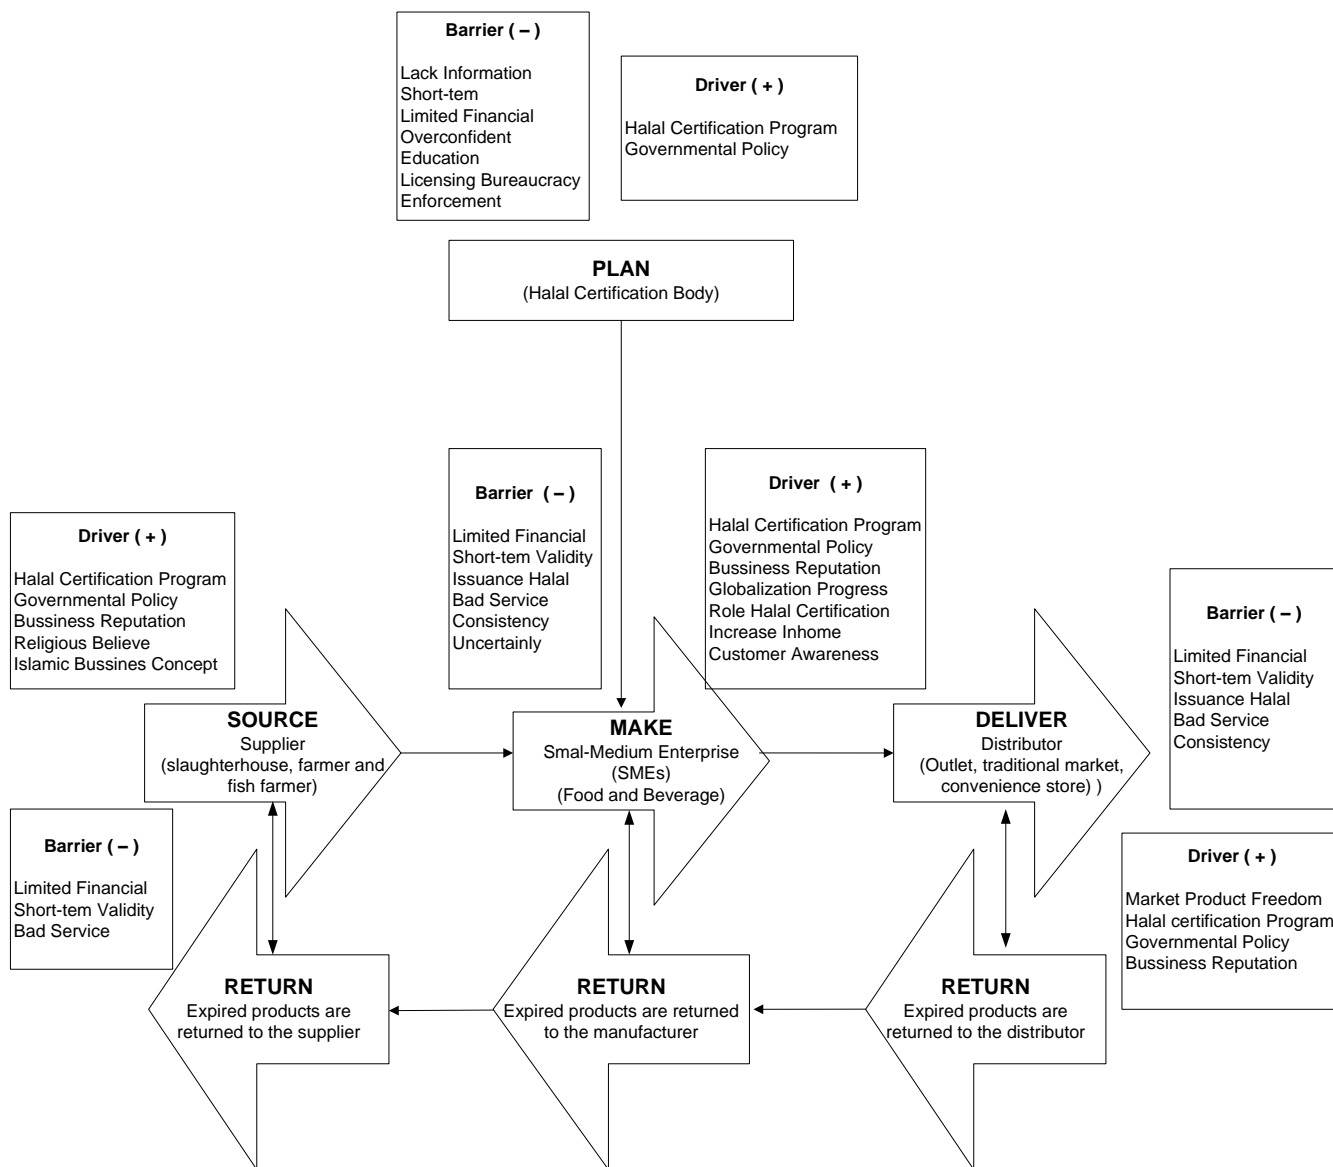 Barrier ( – )
Lack Information
Short-tem
Limited Financial
Overconfident
Education
Licensing Bureaucracy
Enforcement
Driver ( + )
Halal Certification Program
Governmental Policy
PLAN
(Halal Certification Body)
Barrier ( – )
Limited Financial
Short-tem Validity
Issuance Halal
Bad Service
Consistency
Uncertainly
Driver ( + )
Halal Certification Program
Governmental Policy
Bussiness Reputation
Globalization Progress
Role Halal Certification
Increase Inhome
Customer Awareness
Driver ( + )
Halal Certification Program
Governmental Policy
Bussiness Reputation
Religious Believe
Islamic Bussines Concept
Barrier ( – )
Limited Financial
Short-tem Validity
Issuance Halal
Bad Service
Consistency
SOURCE
Supplier
(slaughterhouse, farmer and
fish farmer)
MAKE
Smal-Medium Enterprise
(SMEs)
(Food and Beverage)
DELIVER
Distributor
(Outlet, traditional market,
convenience store) )
Barrier ( – )
Limited Financial
Short-tem Validity
Bad Service
Driver ( + )
Market Product Freedom
Halal certification Program
Governmental Policy
Bussiness Reputation
RETURN
Expired products are
returned to the supplier
RETURN
Expired products are returned
to the manufacturer
RETURN
Expired products are
returned to the distributor